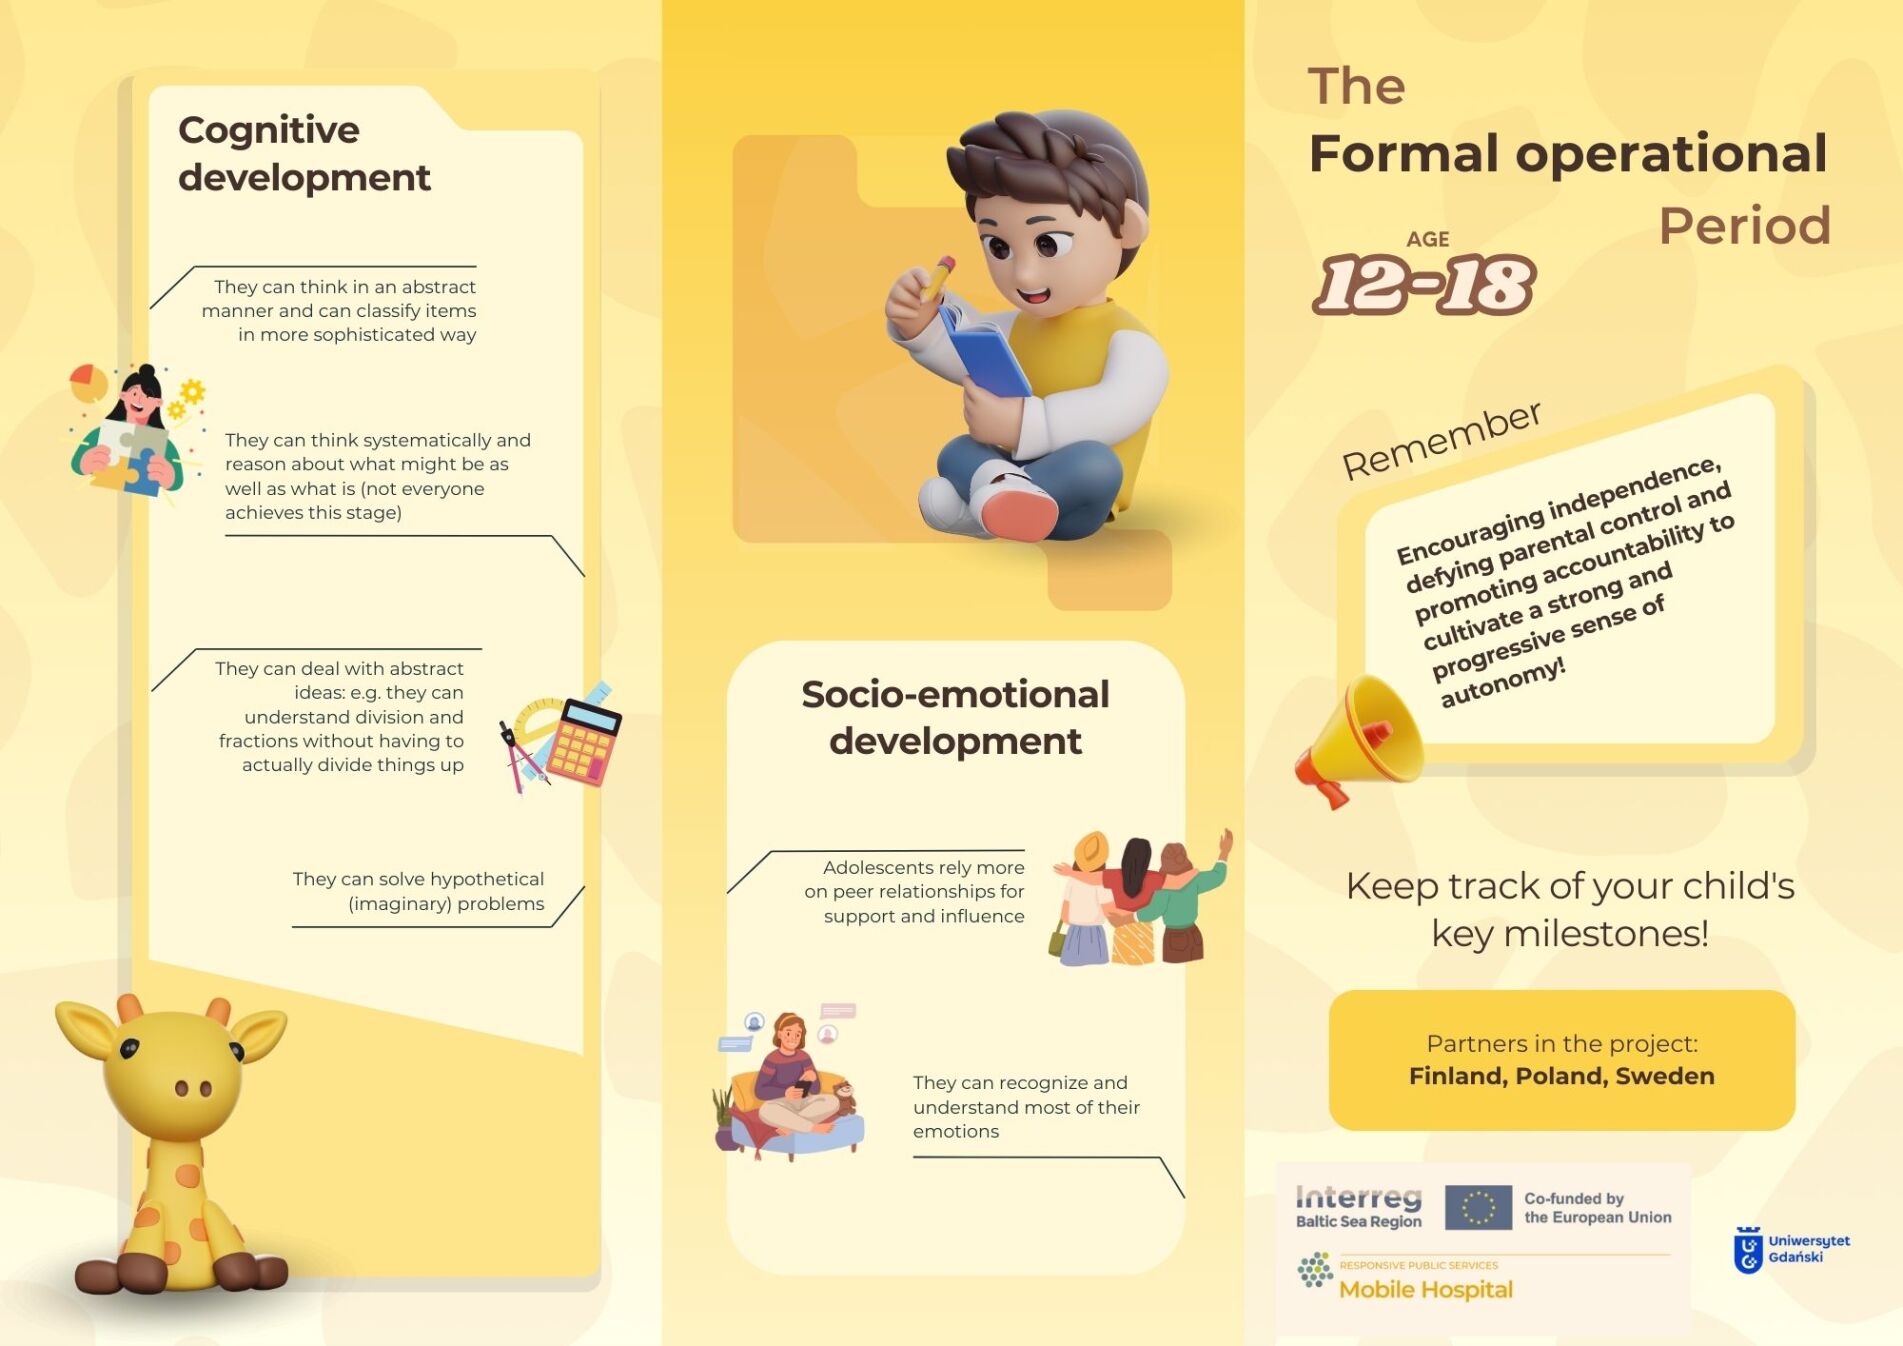 Cognitive
development
They can think in an abstract
manner and can classify items
in more sophisticated way
They can think systematically and
reason about what might be as
well as what is (not everyone
achieves this stage)
They can deal with abstract
ideas: e.g. they can
understand division and
fractions without having to
actually divide things up
They can solve hypothetical
(imaginary) problems
Socio-emotional
development
Adolescents rely more
on peer relationships for
support and influence
They can recognize and
understand most of their
emotions
The
Formal operational
Period
AGE
12-18
Remember
Encouraging independence,
defying parental control and
promoting accountability to
cultivate a strong and
progressive sense of
autonomy!
Keep track of your child's
key milestones!
Partners in the project:
Finland, Poland, Sweden
Interreg
Baltic Sea Region
Co-funded by
the European Union
RESPONSIVE PUBLIC SERVICES
Mobile Hospital
Uniwersytet
Gdański